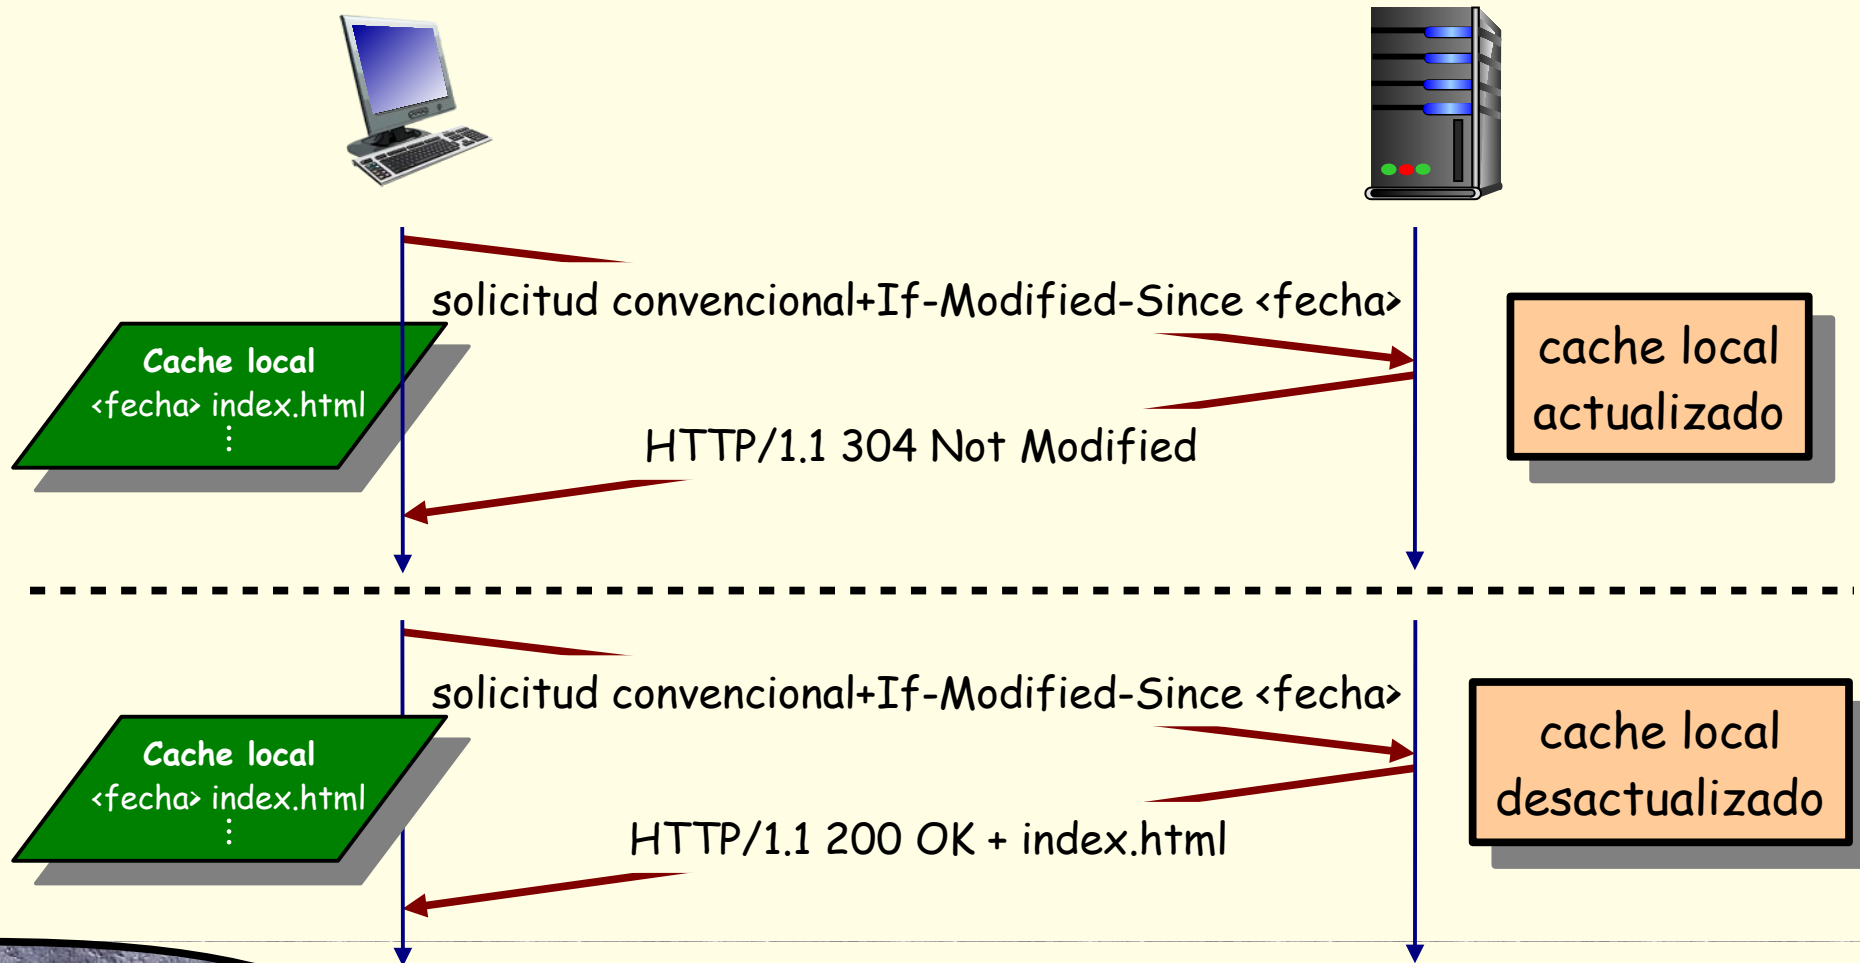 solicitud convencional+If-Modified-Since <fecha>
Cache local
<fecha> index.html
⋮
cache local
actualizado
HTTP/1.1 304 Not Modified
solicitud convencional+If-Modified-Since <fecha>
Cache local
<fecha> index.html
⋮
cache local
desactualizado
HTTP/1.1 200 OK + index.html